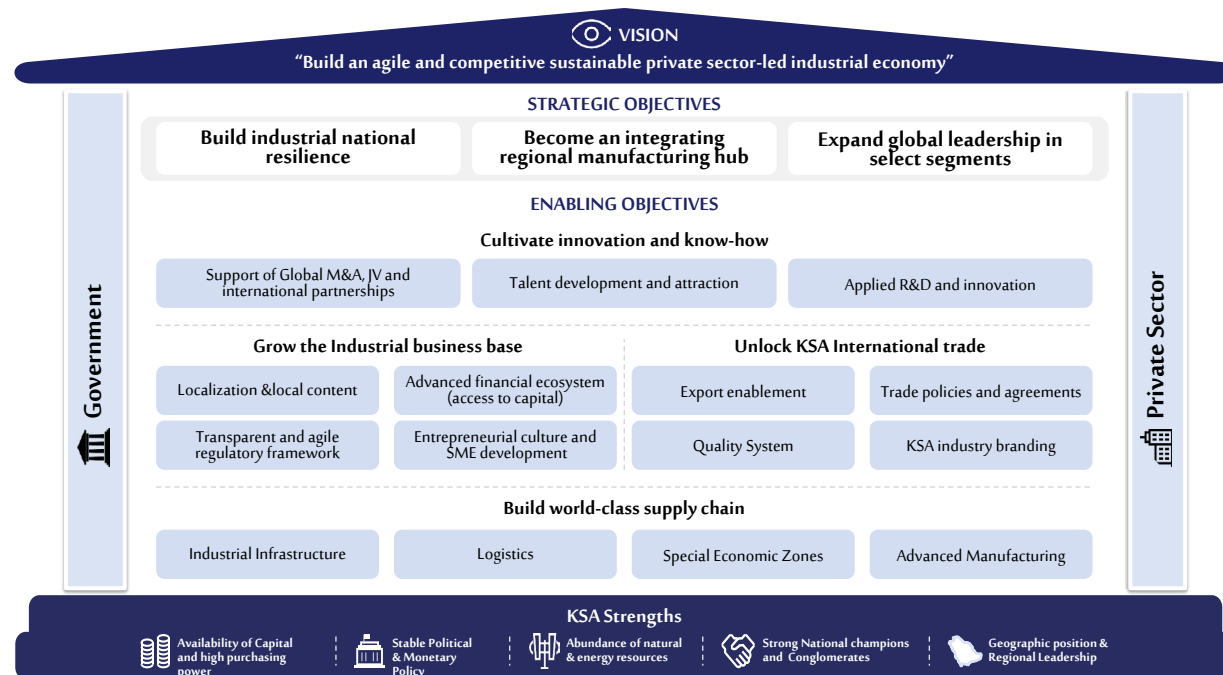 VISION
“Build an agile and competitive sustainable private sector-led industrial economy”
STRATEGIC OBJECTIVES
Build industrial national
resilience
Become an integrating
regional manufacturing hub
Expand global leadership in
select segments
ENABLING OBJECTIVES
Cultivate innovation and know-how
Support of Global M&A, JV and
international partnerships
Talent development and attraction
Applied R&D and innovation
Grow the Industrial business base
Localization &local content
Advanced financial ecosystem
(access to capital)
Transparent and agile
regulatory framework
Entrepreneurial culture and
SME development
Unlock KSA International trade
Export enablement
Trade policies and agreements
Quality System
KSA industry branding
Build world-class supply chain
Industrial Infrastructure
Logistics
Special Economic Zones
Advanced Manufacturing
Government
Private Sector
KSA Strengths
Availability of Capital
and high purchasing
power
Stable Political
& Monetary
Policy
Abundance of natural
& energy resources
Strong National champions
and Conglomerates
Geographic position &
Regional Leadership